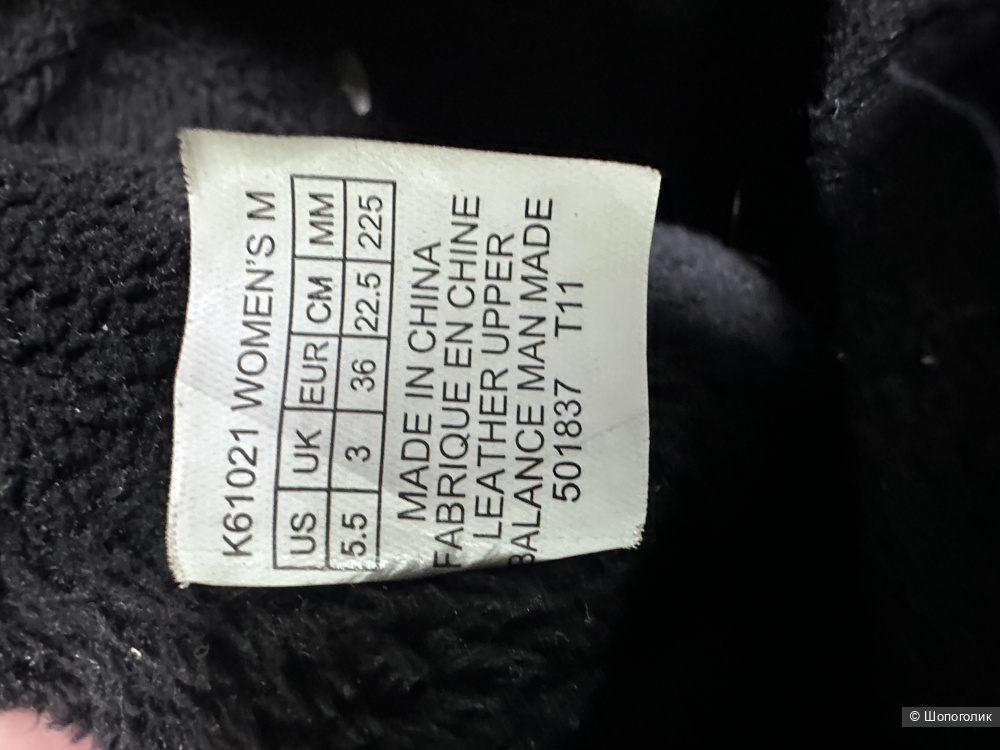 K61021 WOMEN'S M
US UK EUR CM MM
5.5 3 36 22.5 225
MADE IN CHINA
FABRIQUE EN CHINE
LEATHER UPPER
BALANCE MAN MADE
501837 T11
© Шопоголик